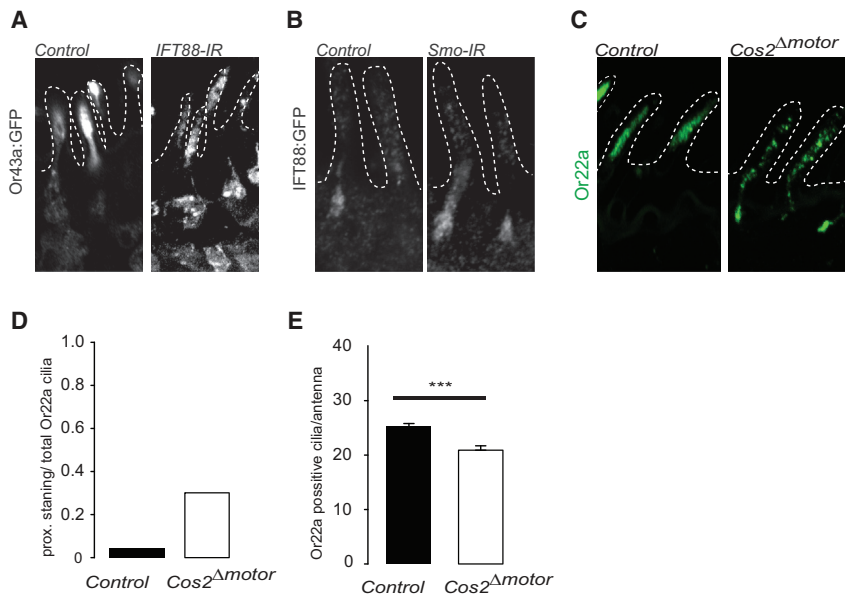 A
Control
IFT88-IR
Or43a:GFP
B
Control
Smo-IR
IFT88:GFP
C
Control
Cos2Δmotor
Or22a
D
prox. staning/ total Or22a cilia
1.0
0.8
0.6
0.4
0.2
0
Control
Cos2Δmotor
E
Or22a possitive cilia/antenna
40
30
20
10
0
***
Control
Cos2Δmotor